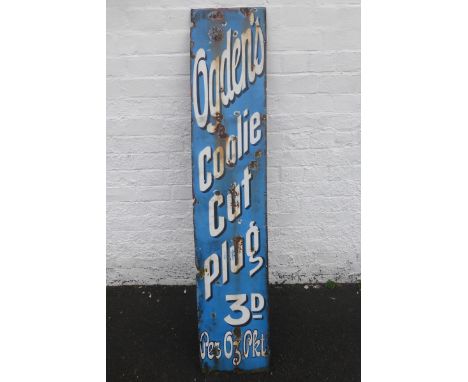 Ogden's
Coolie
Cut
Plug
3D
Per Oz Pkt